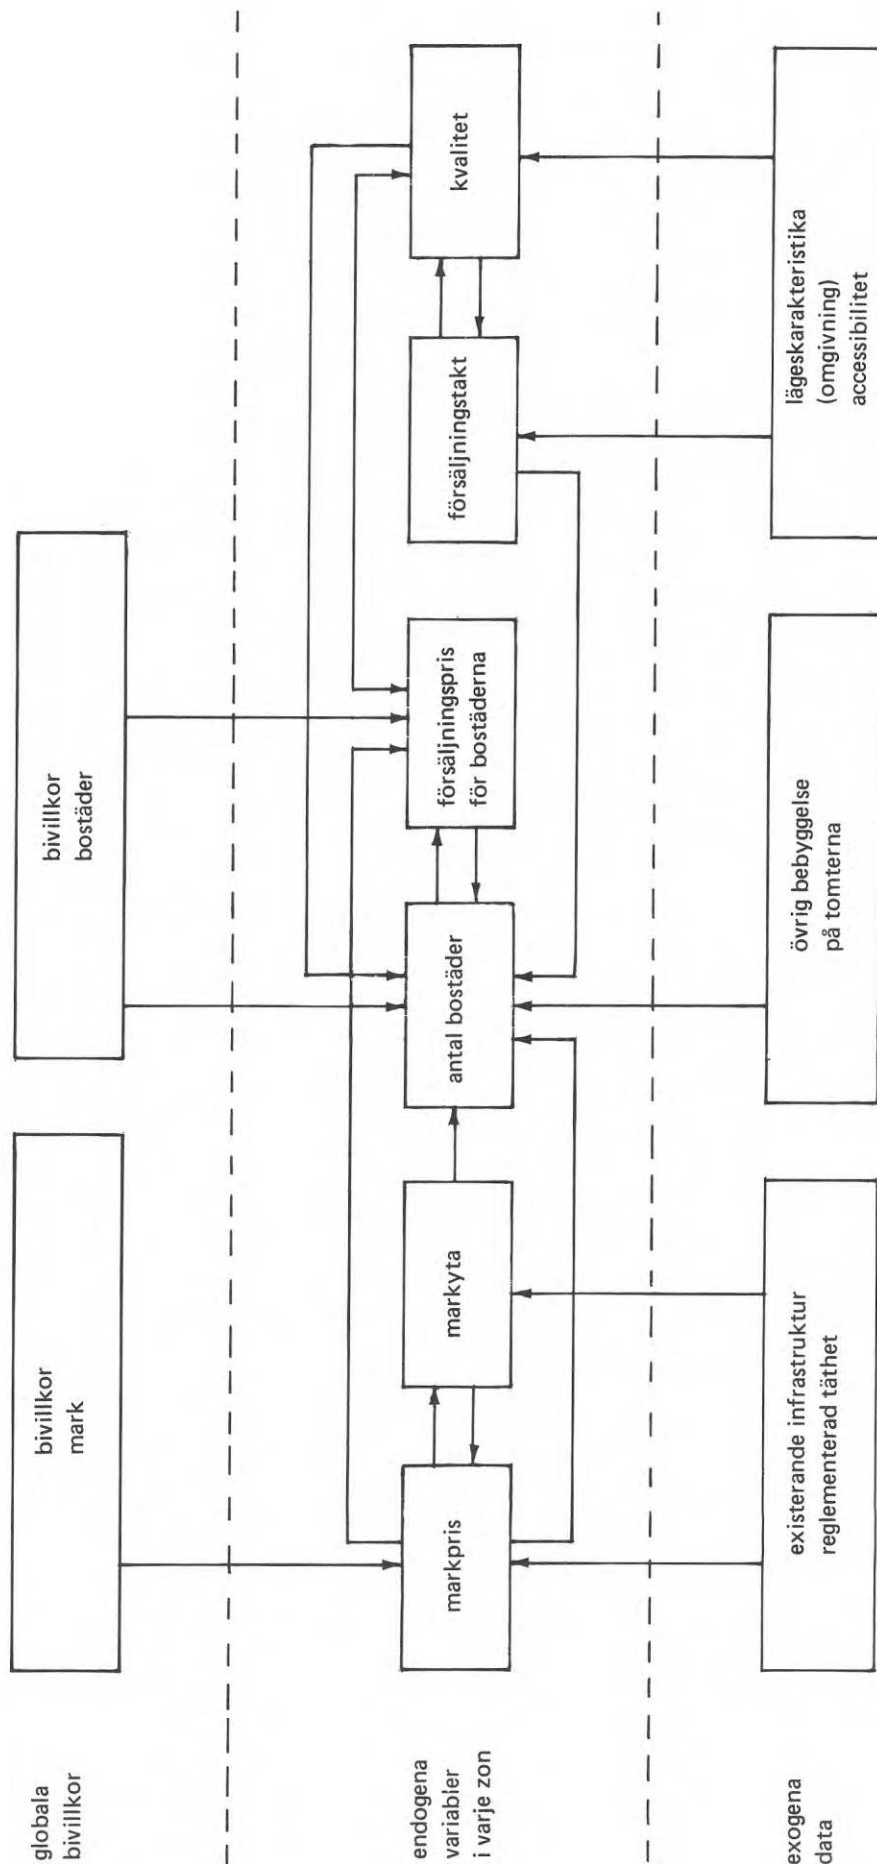 globala
bivillkor
bivillkor
mark
bivillkor
bostäder
endogena
variabler
i varje zon
markpris
markyta
antal bostäder
försäljningspris
för bostäderna
försäljningstakt
kvalitet
exogena
data
existerande infrastruktur
reglementerad täthet
övrig bebyggelse
på tomterna
lägeskarakteristika
(omgivning)
accessibilitet